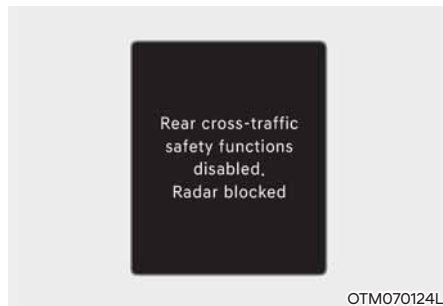 Rear cross-traffic
safety functions
disabled.
Radar blocked
OTM070124L